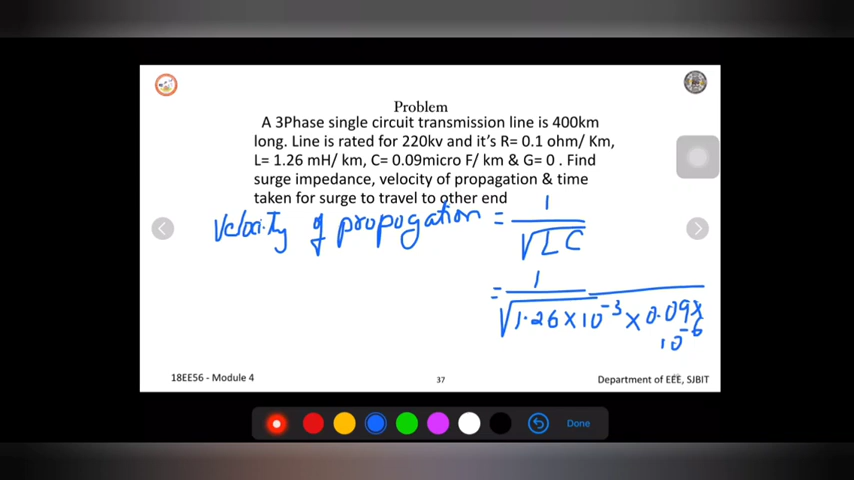 Problem
A 3Phase single circuit transmission line is 400km
long. Line is rated for 220kv and it's R= 0.1 ohm/ Km,
L= 1.26 mH/ km, C= 0.09micro F/ km & G= 0 . Find
surge impedance, velocity of propagation & time
taken for surge to travel to other end
Velocity of propogation = 1
√LC
= 1
√1.26 × 10⁻³ × 0.09 ×
10⁻⁶
18EE56 - Module 4
37
Department of EEE, SJBIT
Done